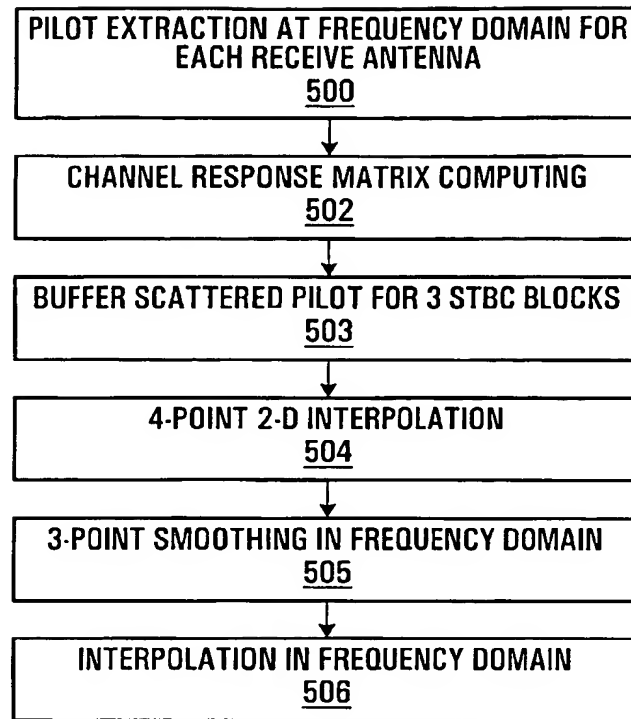 PILOT EXTRACTION AT FREQUENCY DOMAIN FOR
EACH RECEIVE ANTENNA
500
CHANNEL RESPONSE MATRIX COMPUTING
502
BUFFER SCATTERED PILOT FOR 3 STBC BLOCKS
503
4-POINT 2-D INTERPOLATION
504
3-POINT SMOOTHING IN FREQUENCY DOMAIN
505
INTERPOLATION IN FREQUENCY DOMAIN
506